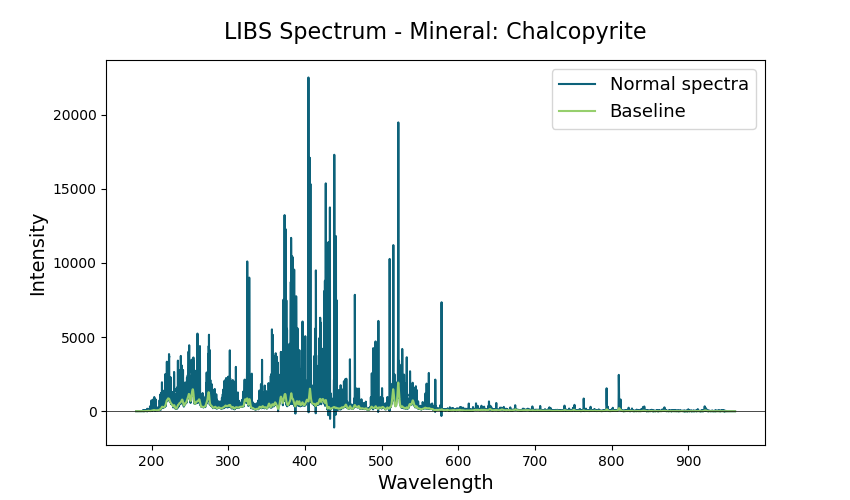 LIBS Spectrum - Mineral: Chalcopyrite
Normal spectra
Baseline
Intensity
20000
15000
10000
5000
0
200 300 400 500 600 700 800 900
Wavelength